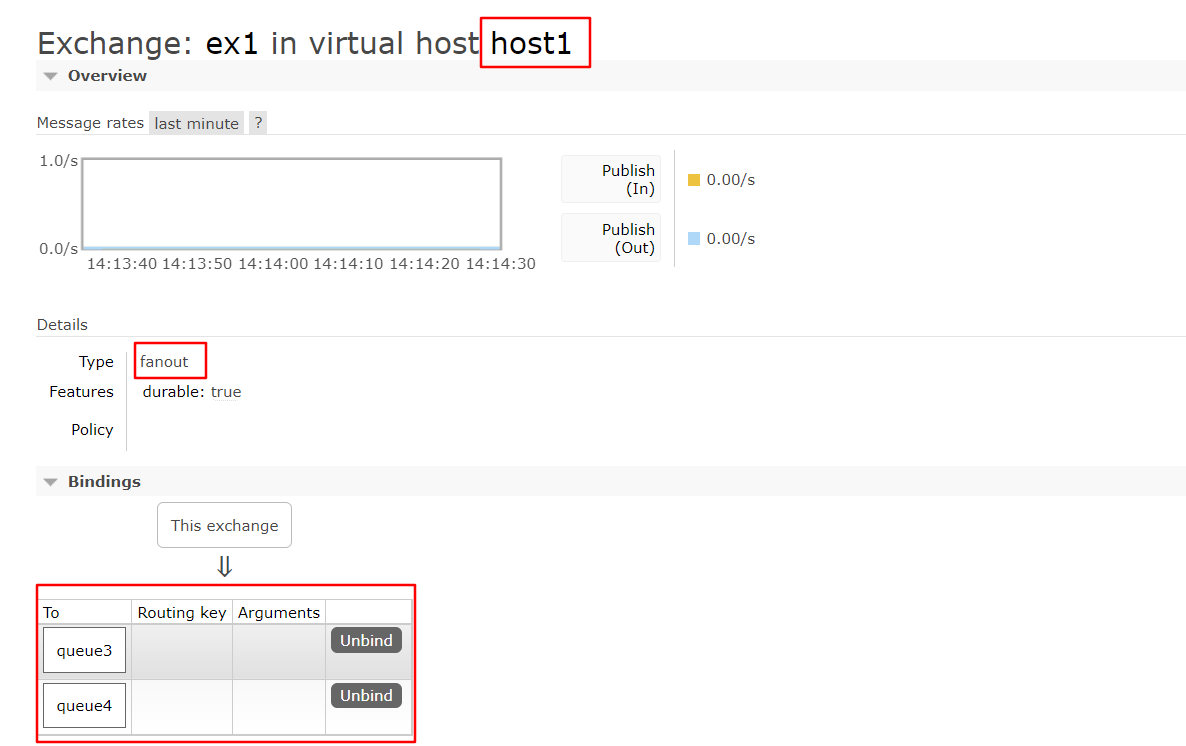 Exchange: ex1 in virtual host host1
Overview
Message rates last minute ?
1.0/s
0.0/s
14:13:40 14:13:50 14:14:00 14:14:10 14:14:20 14:14:30
Publish
(In)
0.00/s
Publish
(Out)
0.00/s
Details
Type fanout
Features durable: true
Policy
Bindings
This exchange
⇓
To Routing key Arguments
queue3 Unbind
queue4 Unbind